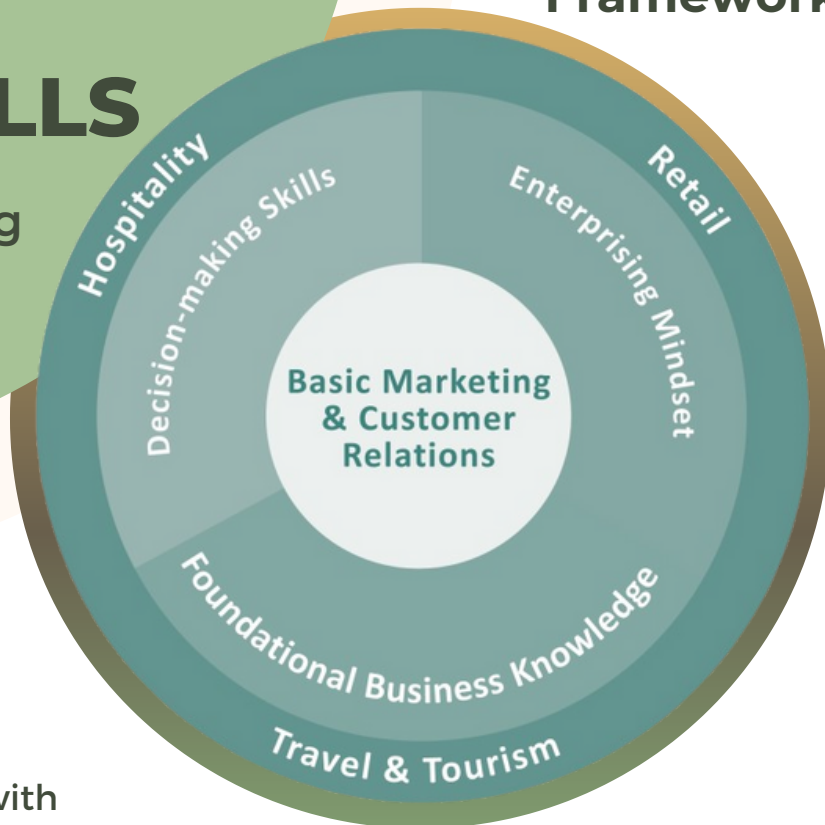 Framework
LLS
g
Hospitality
Retail
Decision-making Skills
Enterprising Mindset
Basic Marketing
& Customer
Relations
Foundational Business Knowledge
Travel & Tourism
with